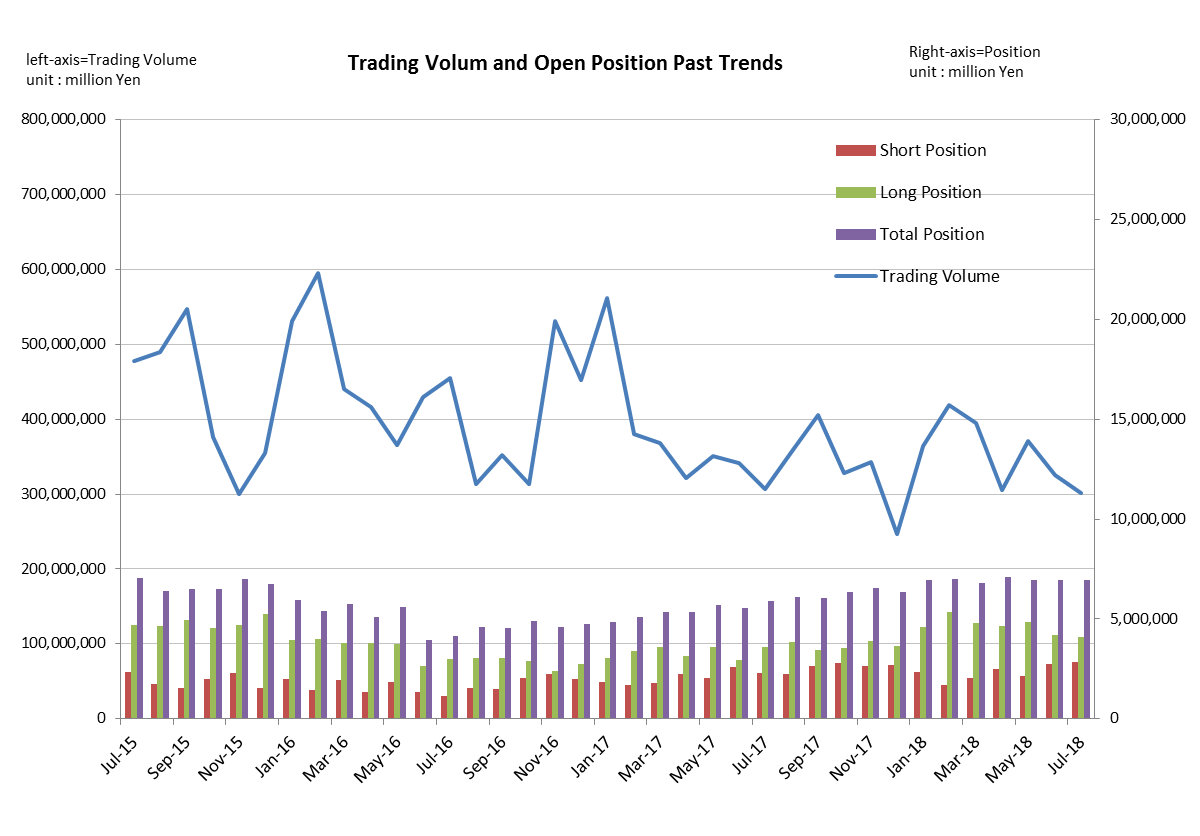 left-axis=Trading Volume
unit : million Yen
Trading Volum and Open Position Past Trends
Right-axis=Position
unit : million Yen
800,000,000
700,000,000
600,000,000
500,000,000
400,000,000
300,000,000
200,000,000
100,000,000
0
30,000,000
25,000,000
20,000,000
15,000,000
10,000,000
5,000,000
0
Short Position
Long Position
Total Position
Trading Volume
Jul-15
Sep-15
Nov-15
Jan-16
Mar-16
May-16
Jul-16
Sep-16
Nov-16
Jan-17
Mar-17
May-17
Jul-17
Sep-17
Nov-17
Jan-18
Mar-18
May-18
Jul-18